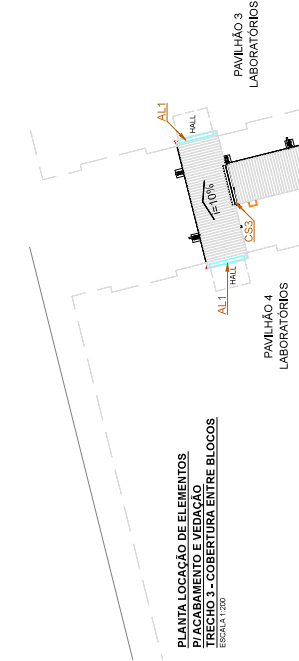 PAVILHÃO 3
LABORATÓRIOS
AL1
HALL
i=10%
CS3
AL1
HALL
PAVILHÃO 4
LABORATÓRIOS
PLANTA LOCAÇÃO DE ELEMENTOS
P/ACABAMENTO E VEDAÇÃO
TRECHO 3 - COBERTURA ENTRE BLOCOS
ESCALA 1:200